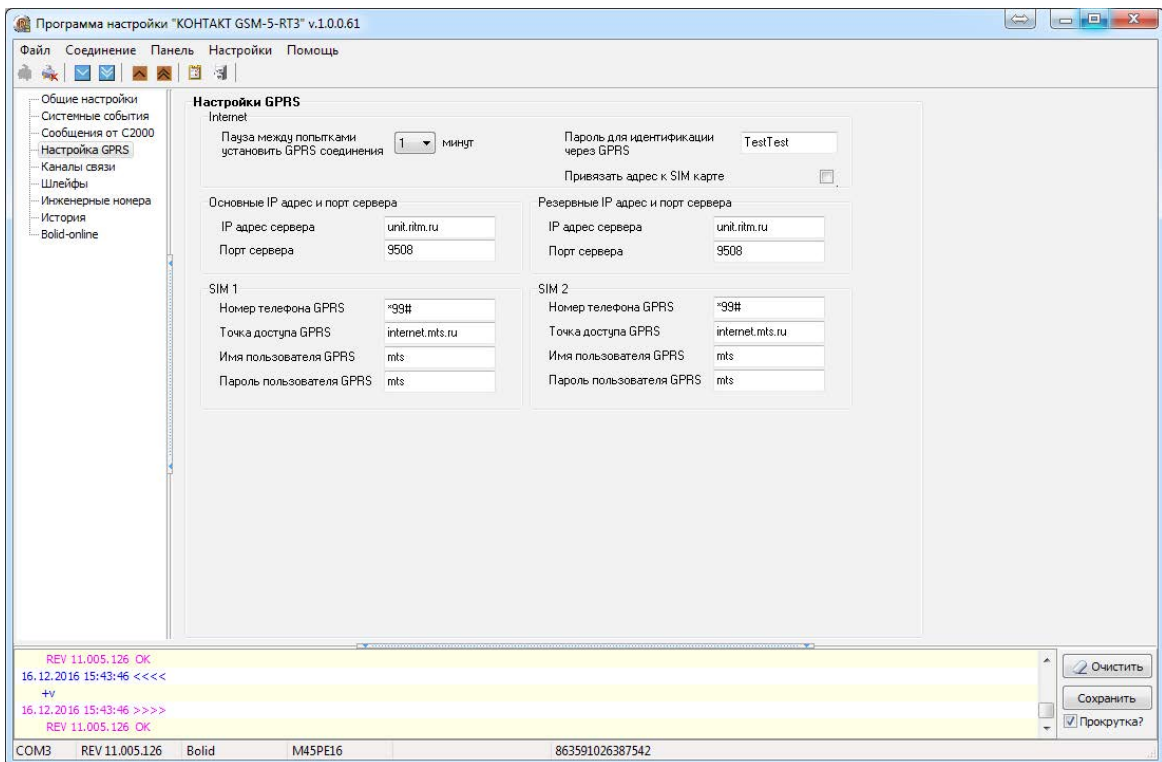 Программа настройки "КОНТАКТ GSM-5-RT3" v.1.0.0.61
Файл Соединение Панель Настройки Помощь
Общие настройки
Системные события
Сообщения от C2000
Настройка GPRS
Каналы связи
Шлейфы
Инженерные номера
История
Bolid-online
Настройки GPRS
Internet
Пауза между попытками
установить GPRS соединения
1
минут
Пароль для идентификации
через GPRS
TestTest
Привязать адрес к SIM карте
Основные IP адрес и порт сервера
IP адрес сервера unit.ritm.ru
Порт сервера 9508
Резервные IP адрес и порт сервера
IP адрес сервера unit.ritm.ru
Порт сервера 9508
SIM 1
Номер телефона GPRS *99#
Точка доступа GPRS internet.mts.ru
Имя пользователя GPRS mts
Пароль пользователя GPRS mts
SIM 2
Номер телефона GPRS *99#
Точка доступа GPRS internet.mts.ru
Имя пользователя GPRS mts
Пароль пользователя GPRS mts
REV 11.005.126 OK
16.12.2016 15:43:46 <<<<
+v
16.12.2016 15:43:46 >>>>
REV 11.005.126 OK
Очистить
Сохранить
Прокрутка?
COM3 REV 11.005.126 Bolid M45PE16 863591026387542